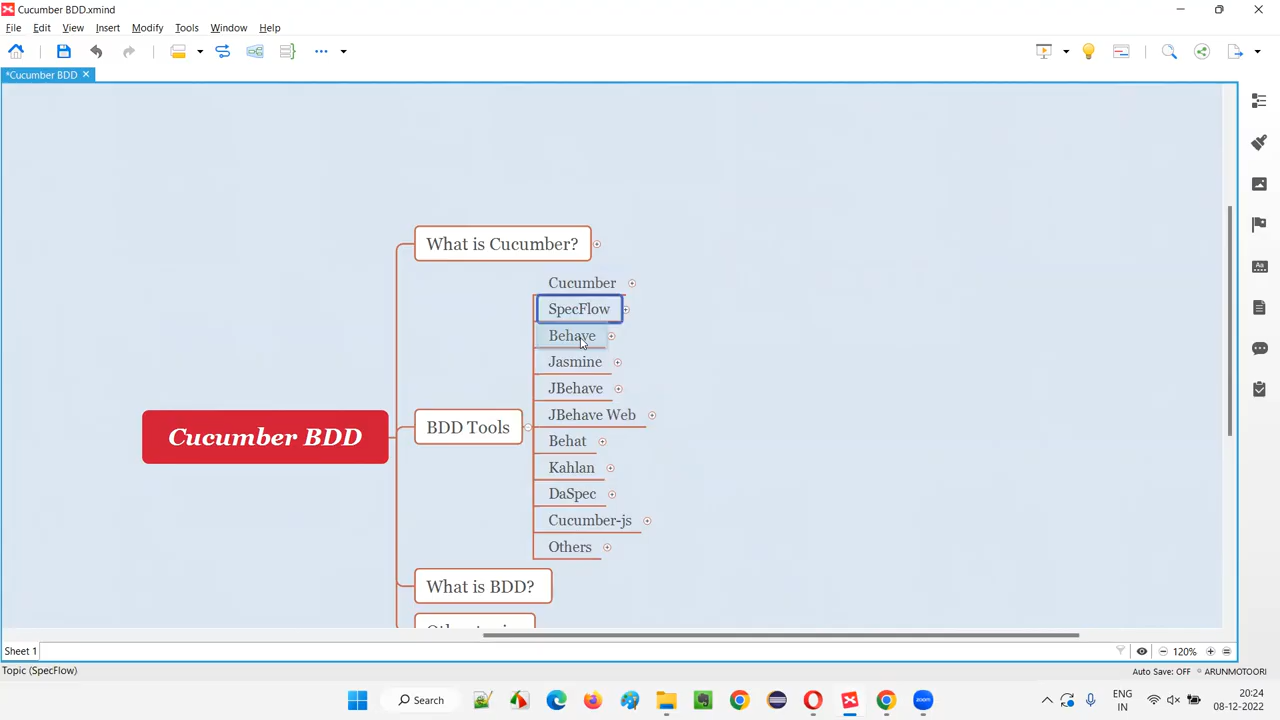 Cucumber BDD.xmind
File Edit View Insert Modify Tools Window Help
*Cucumber BDD
What is Cucumber?
Cucumber
SpecFlow
Behave
Jasmine
JBehave
JBehave Web
Behat
Kahlan
DaSpec
Cucumber-js
Others
BDD Tools
Cucumber BDD
What is BDD?
Sheet 1
120%
Topic (SpecFlow)
Auto Save: OFF
ARUNMOTOORI
Search
zoom
ENG
IN
20:24
08-12-2022